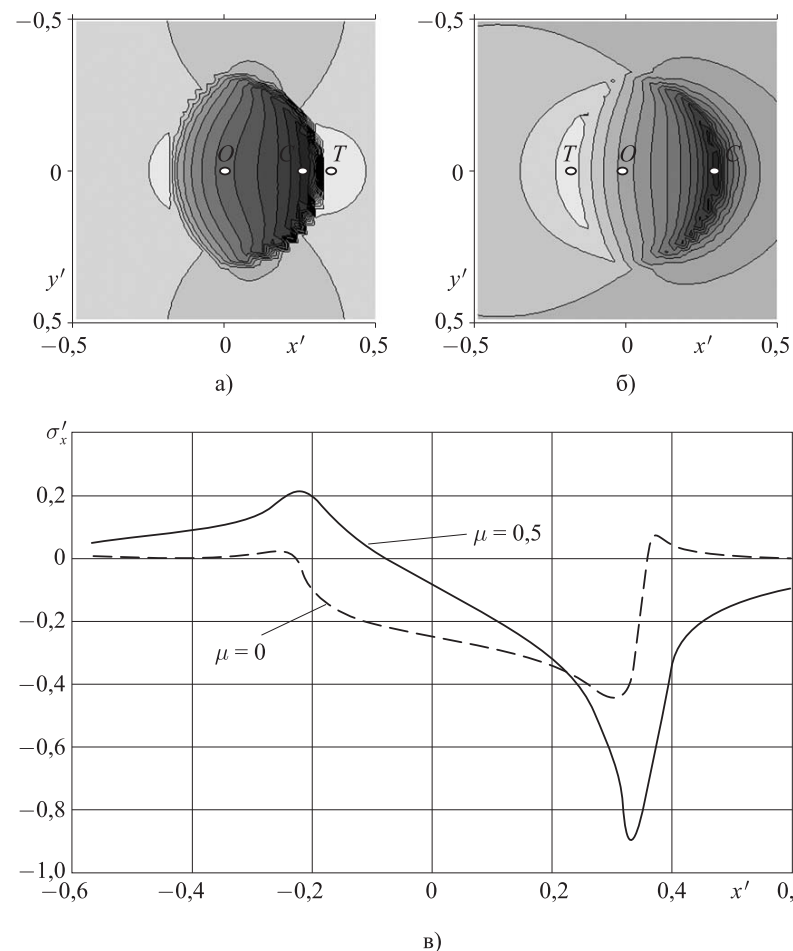 −0,5
−0,5
O C T
T O C
0
0
y′
y′
0,5
0,5
−0,5 0 x′ 0,5
−0,5 0 x′ 0,5
а)
б)
σ′x
0,2
μ = 0,5
0
−0,2
μ = 0
−0,4
−0,6
−0,8
−1,0
−0,6 −0,4 −0,2 0 0,2 0,4 x′ 0,
в)